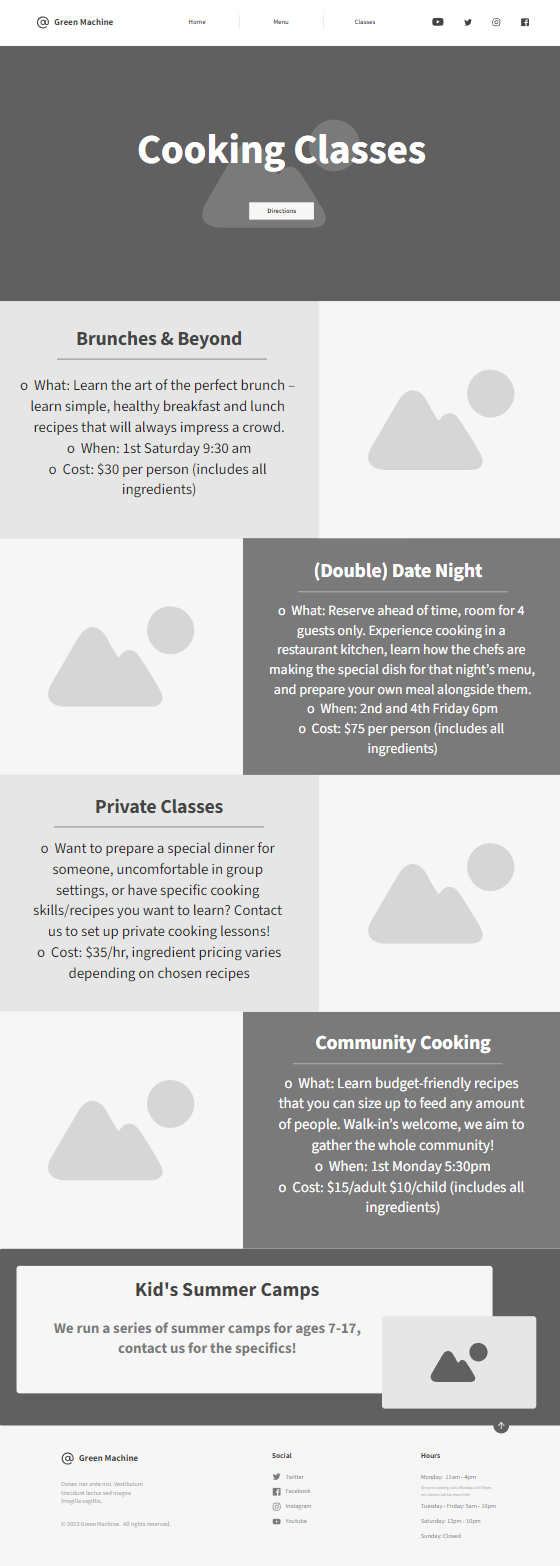 Green Machine
Home
Menu
Classes
Cooking Classes
Directions
Brunches & Beyond
o What: Learn the art of the perfect brunch –
learn simple, healthy breakfast and lunch
recipes that will always impress a crowd.
o When: 1st Saturday 9:30 am
o Cost: $30 per person (includes all
ingredients)
(Double) Date Night
o What: Reserve ahead of time, room for 4
guests only. Experience cooking in a
restaurant kitchen, learn how the chefs are
making the special dish for that night’s menu,
and prepare your own meal alongside them.
o When: 2nd and 4th Friday 6pm
o Cost: $75 per person (includes all
ingredients)
Private Classes
o Want to prepare a special dinner for
someone, uncomfortable in group
settings, or have specific cooking
skills/recipes you want to learn? Contact
us to set up private cooking lessons!
o Cost: $35/hr, ingredient pricing varies
depending on chosen recipes
Community Cooking
o What: Learn budget-friendly recipes
that you can size up to feed any amount
of people. Walk-in’s welcome, we aim to
gather the whole community!
o When: 1st Monday 5:30pm
o Cost: $15/adult $10/child (includes all
ingredients)
Kid's Summer Camps
We run a series of summer camps for ages 7-17,
contact us for the specifics!
Green Machine
Donec nec ante nisi. Vestibulum
tincidunt lectus sed magna
fringilla sagittis.
© 2023 Green Machine. All rights reserved.
Social
Twitter
Facebook
Instagram
Youtube
Hours
Monday: 11am - 4pm
Tuesday - Friday: 9am - 10pm
Saturday: 12pm - 10pm
Sunday: Closed